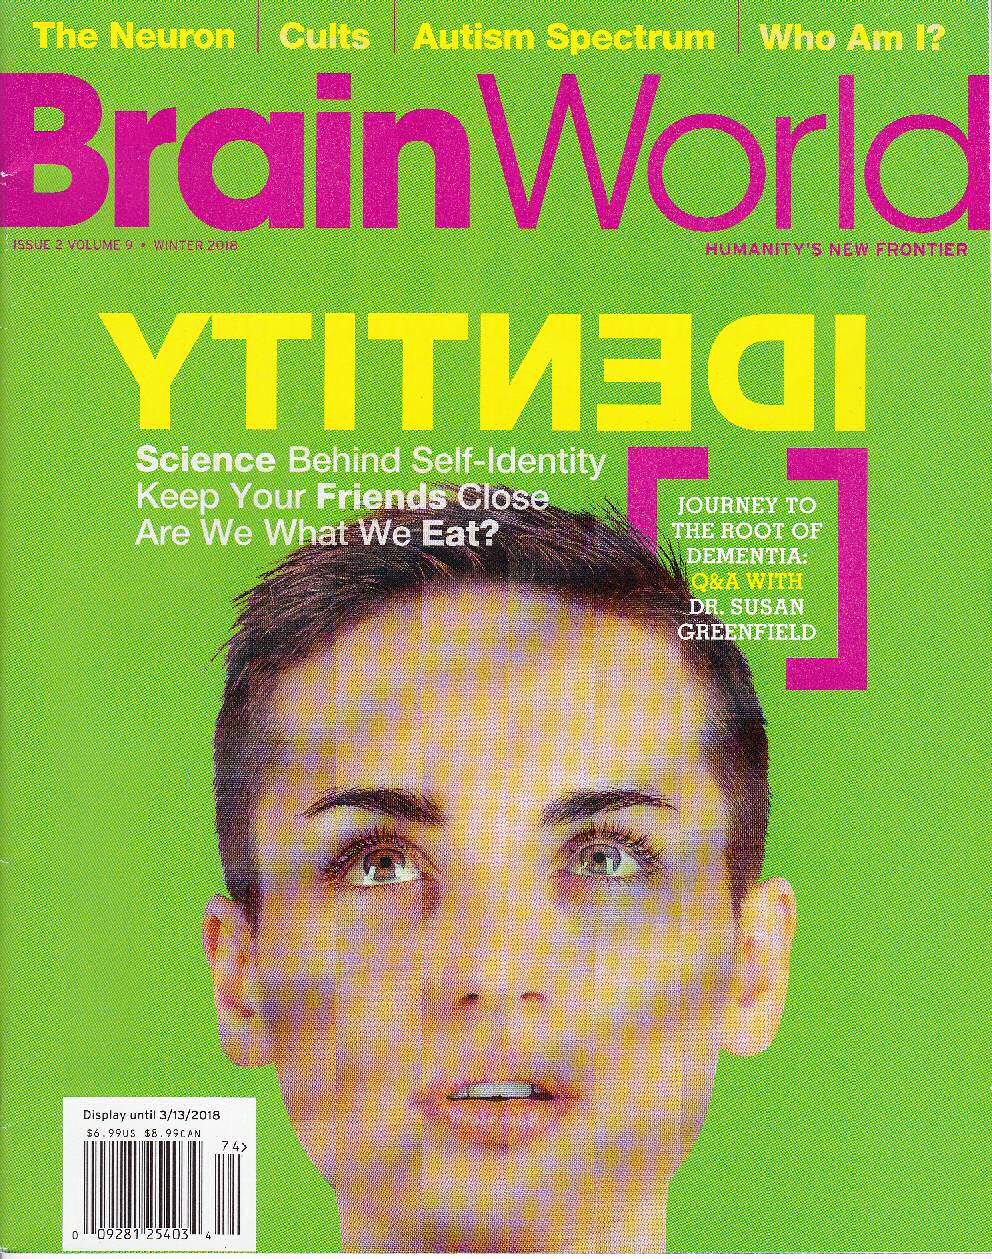 The Neuron | Cults | Autism Spectrum | Who Am I?
BrainWorld
ISSUE 2 VOLUME 9 • WINTER 2018
HUMANITY'S NEW FRONTIER
IDENTITY
Science Behind Self-Identity
Keep Your Friends Close
Are We What We Eat?
JOURNEY TO
THE ROOT OF
DEMENTIA:
Q&A WITH
DR. SUSAN
GREENFIELD
Display until 3/13/2018
$6.99US $8.99CAN
74>
0 09281 25403 4